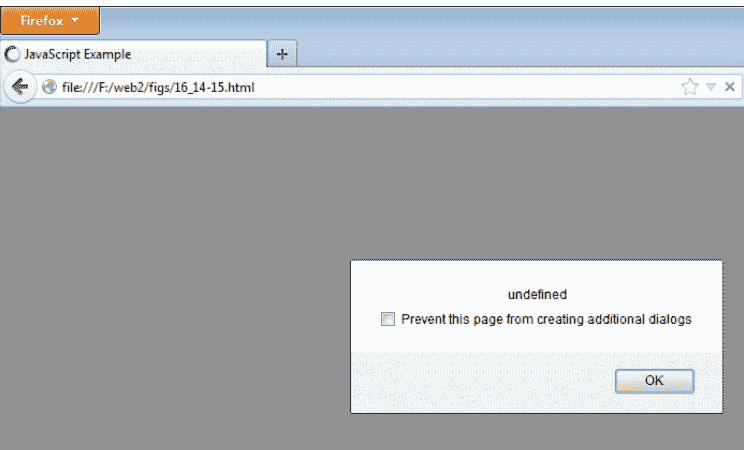 Firefox
JavaScript Example
file:///F:/web2/figs/16_14-15.html
undefined
Prevent this page from creating additional dialogs
OK